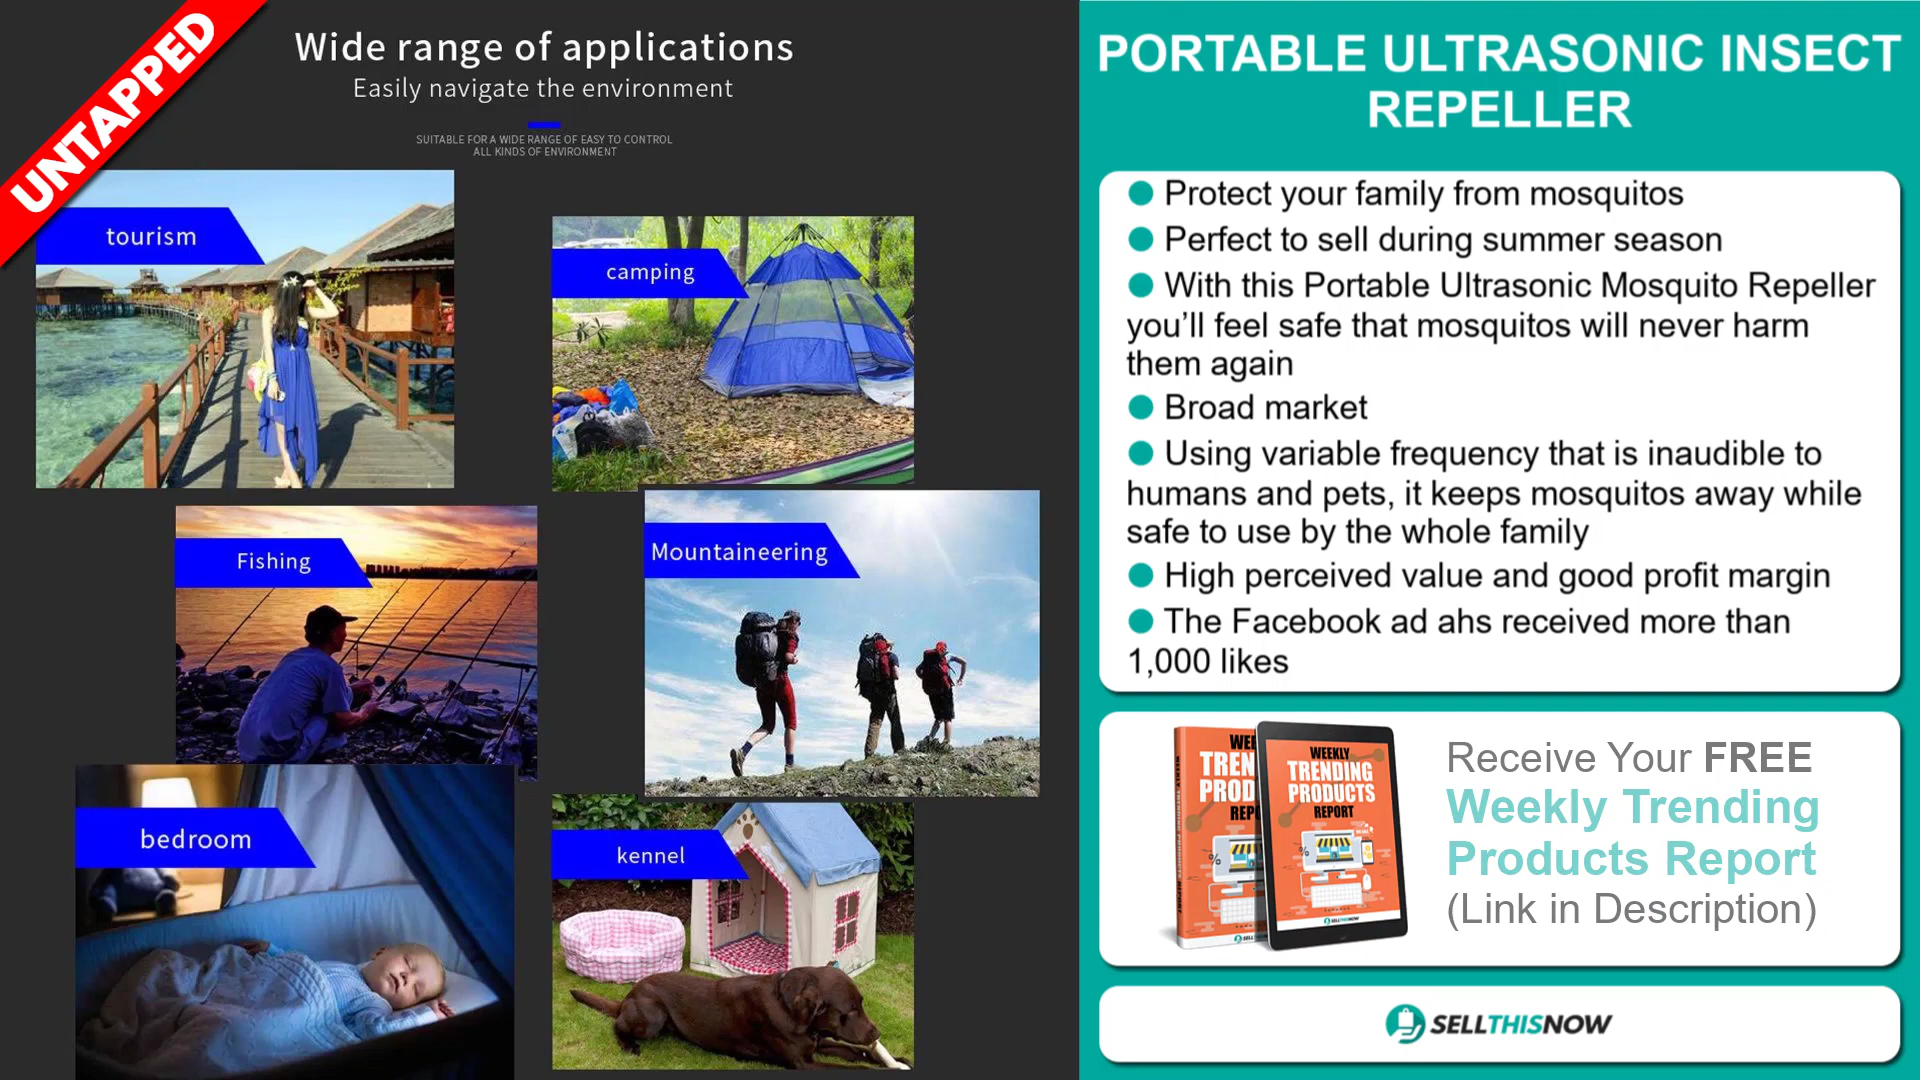 UNTAPPED
Wide range of applications
Easily navigate the environment
SUITABLE FOR A WIDE RANGE OF EASY TO CONTROL
ALL KINDS OF ENVIRONMENT
tourism
camping
Fishing
Mountaineering
bedroom
kennel
PORTABLE ULTRASONIC INSECT
REPELLER
Protect your family from mosquitos
Perfect to sell during summer season
With this Portable Ultrasonic Mosquito Repeller
you'll feel safe that mosquitos will never harm
them again
Broad market
Using variable frequency that is inaudible to
humans and pets, it keeps mosquitos away while
safe to use by the whole family
High perceived value and good profit margin
The Facebook ad ahs received more than
1,000 likes
WEE
TREN
PROD
REPO
WEEKLY
TRENDING
PRODUCTS
REPORT
SELLTHISNOW
Receive Your FREE
Weekly Trending
Products Report
(Link in Description)
SELLTHISNOW